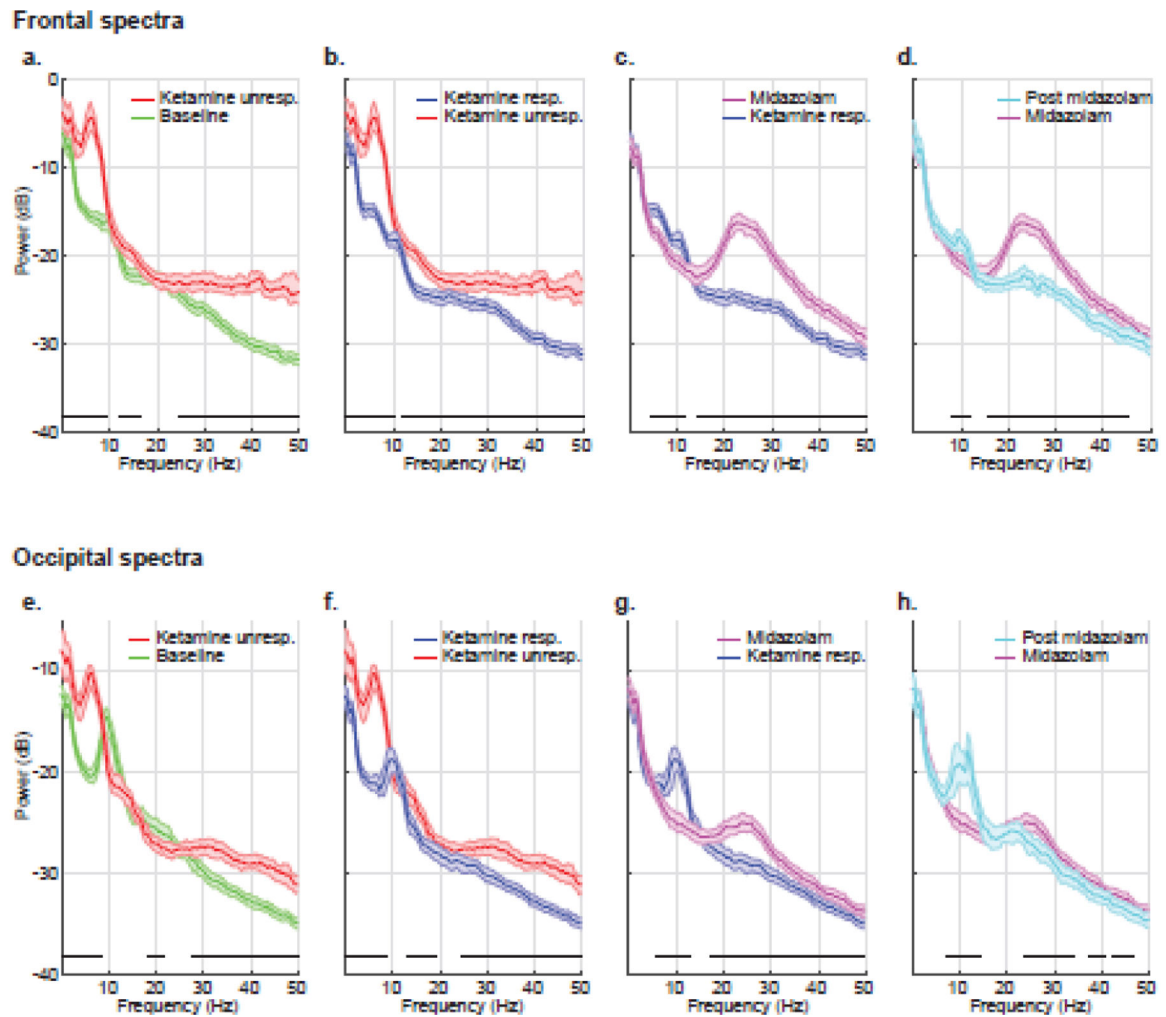 Frontal spectra
a. b. c. d.
Ketamine unresp.
Baseline
Ketamine resp.
Ketamine unresp.
Midazolam
Ketamine resp.
Post midazolam
Midazolam
0
-10
-20
-30
-40
Power (dB)
10 20 30 40 50
10 20 30 40 50
10 20 30 40 50
10 20 30 40 50
Frequency (Hz) Frequency (Hz) Frequency (Hz) Frequency (Hz)
Occipital spectra
e. f. g. h.
Ketamine unresp.
Baseline
Ketamine resp.
Ketamine unresp.
Midazolam
Ketamine resp.
Post midazolam
Midazolam
-10
-20
-30
-40
Power (dB)
10 20 30 40 50
10 20 30 40 50
10 20 30 40 50
10 20 30 40 50
Frequency (Hz) Frequency (Hz) Frequency (Hz) Frequency (Hz)